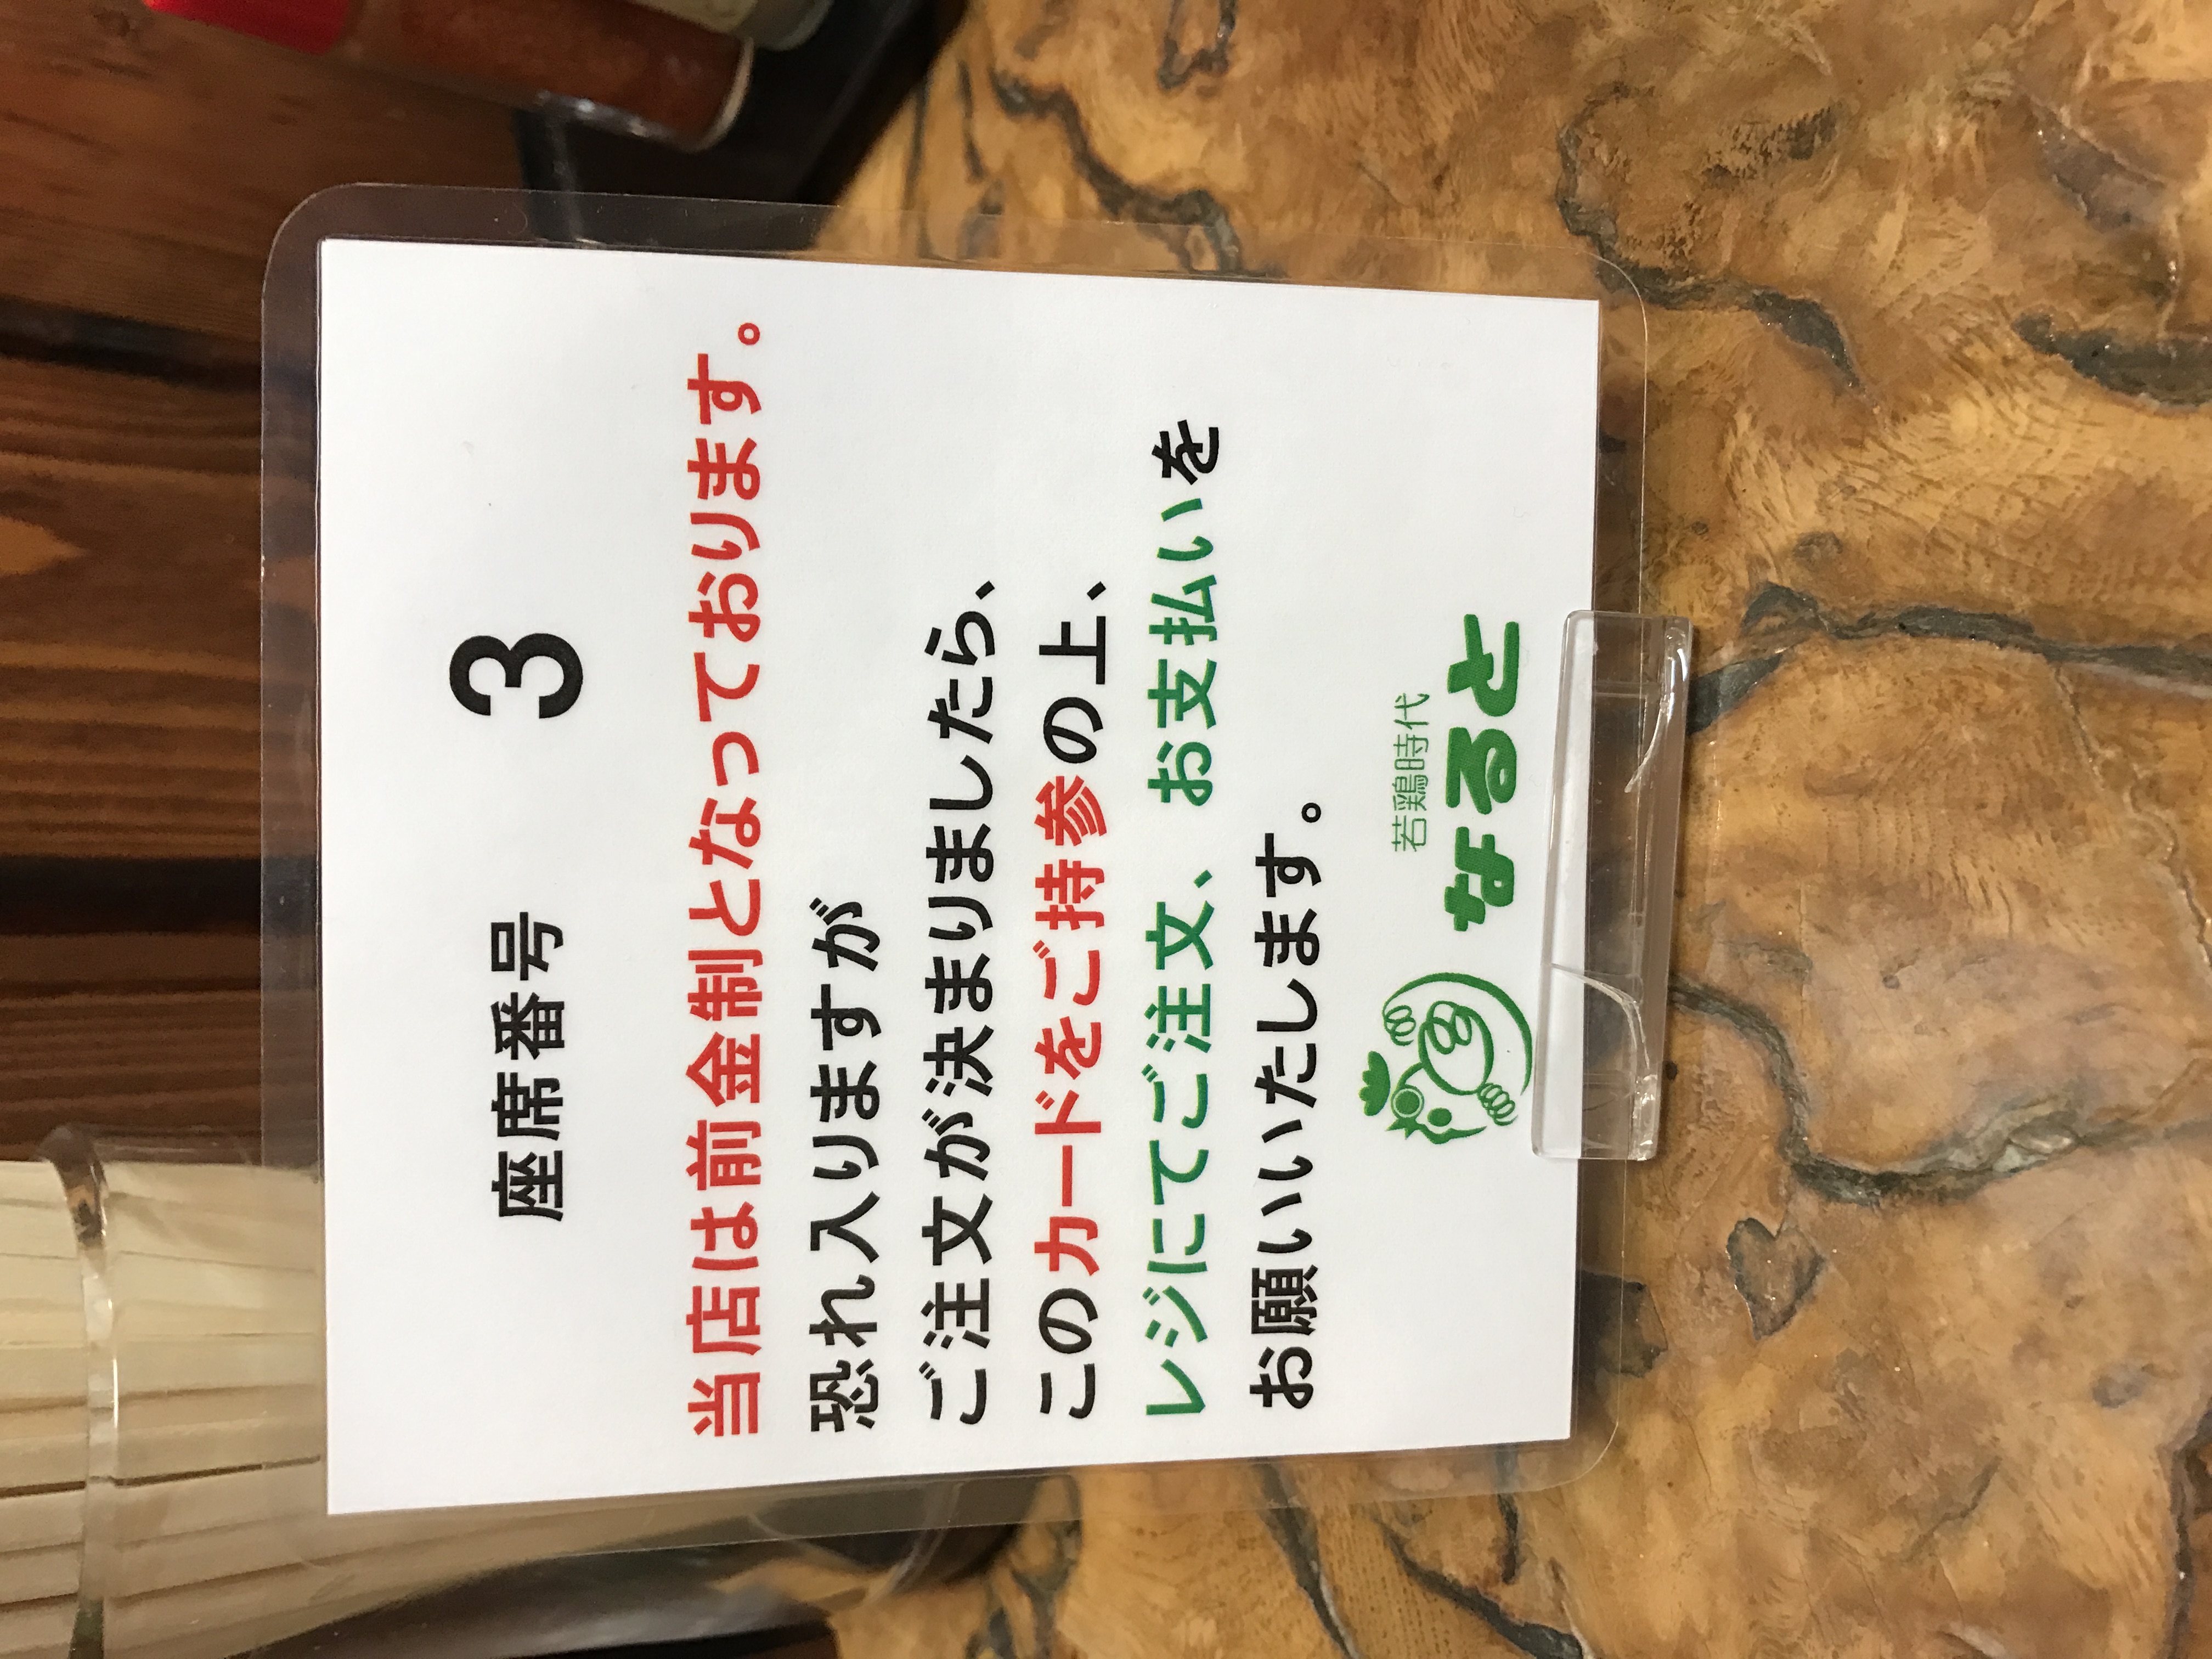 座席番号 3
当店は前金制となっております。
恐れ入りますが
ご注文が決まりましたら、
このカードをご持参の上、
レジにてご注文、お支払いを
お願いいいたします。
若鶏時代
なると